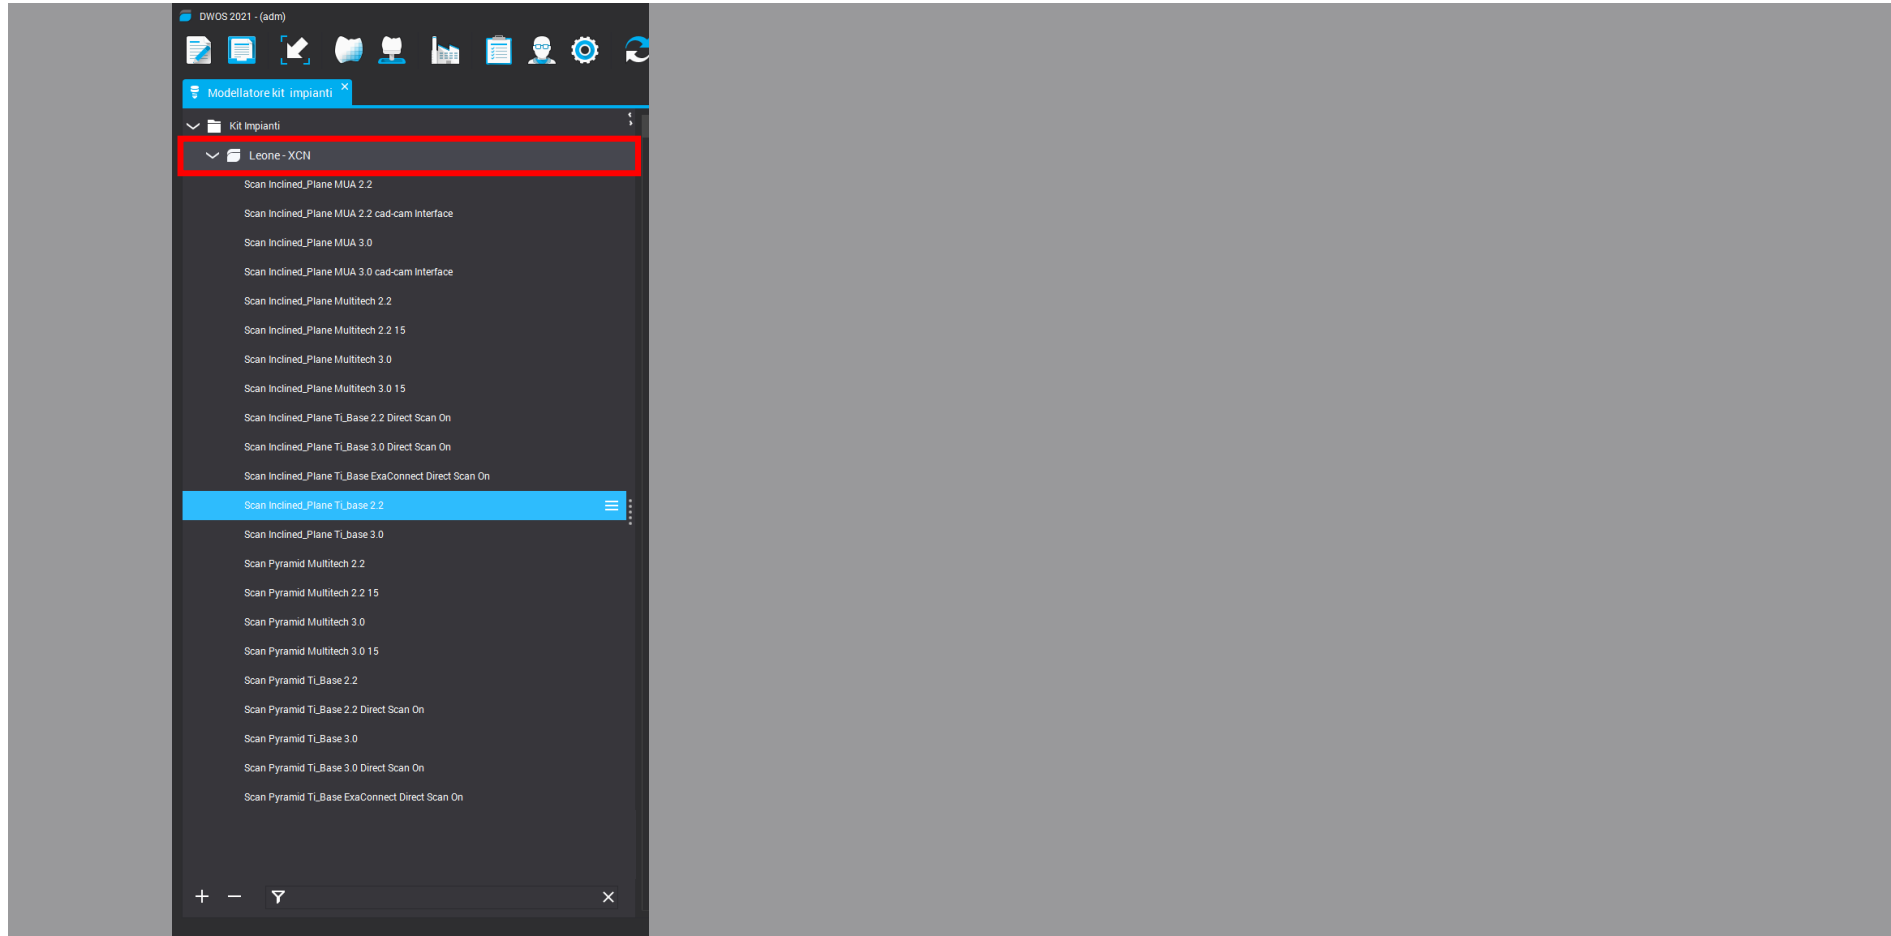 DWOS 2021 - (adm)
Modellatore kit impianti
Kit Impianti
Leone - XCN
Scan Inclined_Plane MUA 2.2
Scan Inclined_Plane MUA 2.2 cad-cam Interface
Scan Inclined_Plane MUA 3.0
Scan Inclined_Plane MUA 3.0 cad-cam Interface
Scan Inclined_Plane Multitech 2.2
Scan Inclined_Plane Multitech 2.2 15
Scan Inclined_Plane Multitech 3.0
Scan Inclined_Plane Multitech 3.0 15
Scan Inclined_Plane Ti_Base 2.2 Direct Scan On
Scan Inclined_Plane Ti_Base 3.0 Direct Scan On
Scan Inclined_Plane Ti_Base ExaConnect Direct Scan On
Scan Inclined_Plane Ti_base 2.2
Scan Inclined_Plane Ti_base 3.0
Scan Pyramid Multitech 2.2
Scan Pyramid Multitech 2.2 15
Scan Pyramid Multitech 3.0
Scan Pyramid Multitech 3.0 15
Scan Pyramid Ti_Base 2.2
Scan Pyramid Ti_Base 2.2 Direct Scan On
Scan Pyramid Ti_Base 3.0
Scan Pyramid Ti_Base 3.0 Direct Scan On
Scan Pyramid Ti_Base ExaConnect Direct Scan On